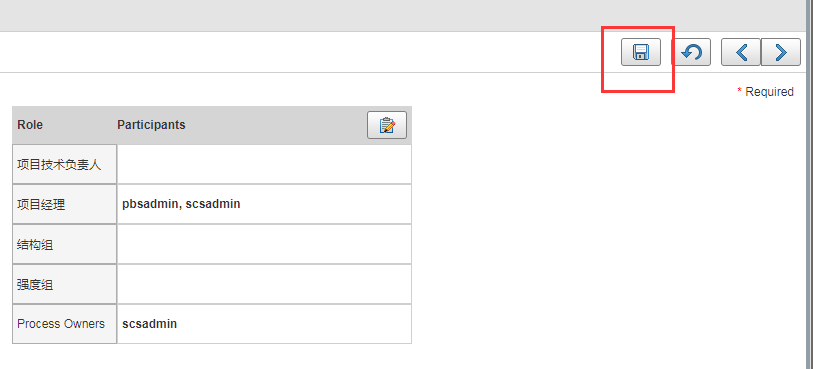 * Required
Role Participants
项目技术负责人
项目经理 pbsadmin, scsadmin
结构组
强度组
Process Owners scsadmin